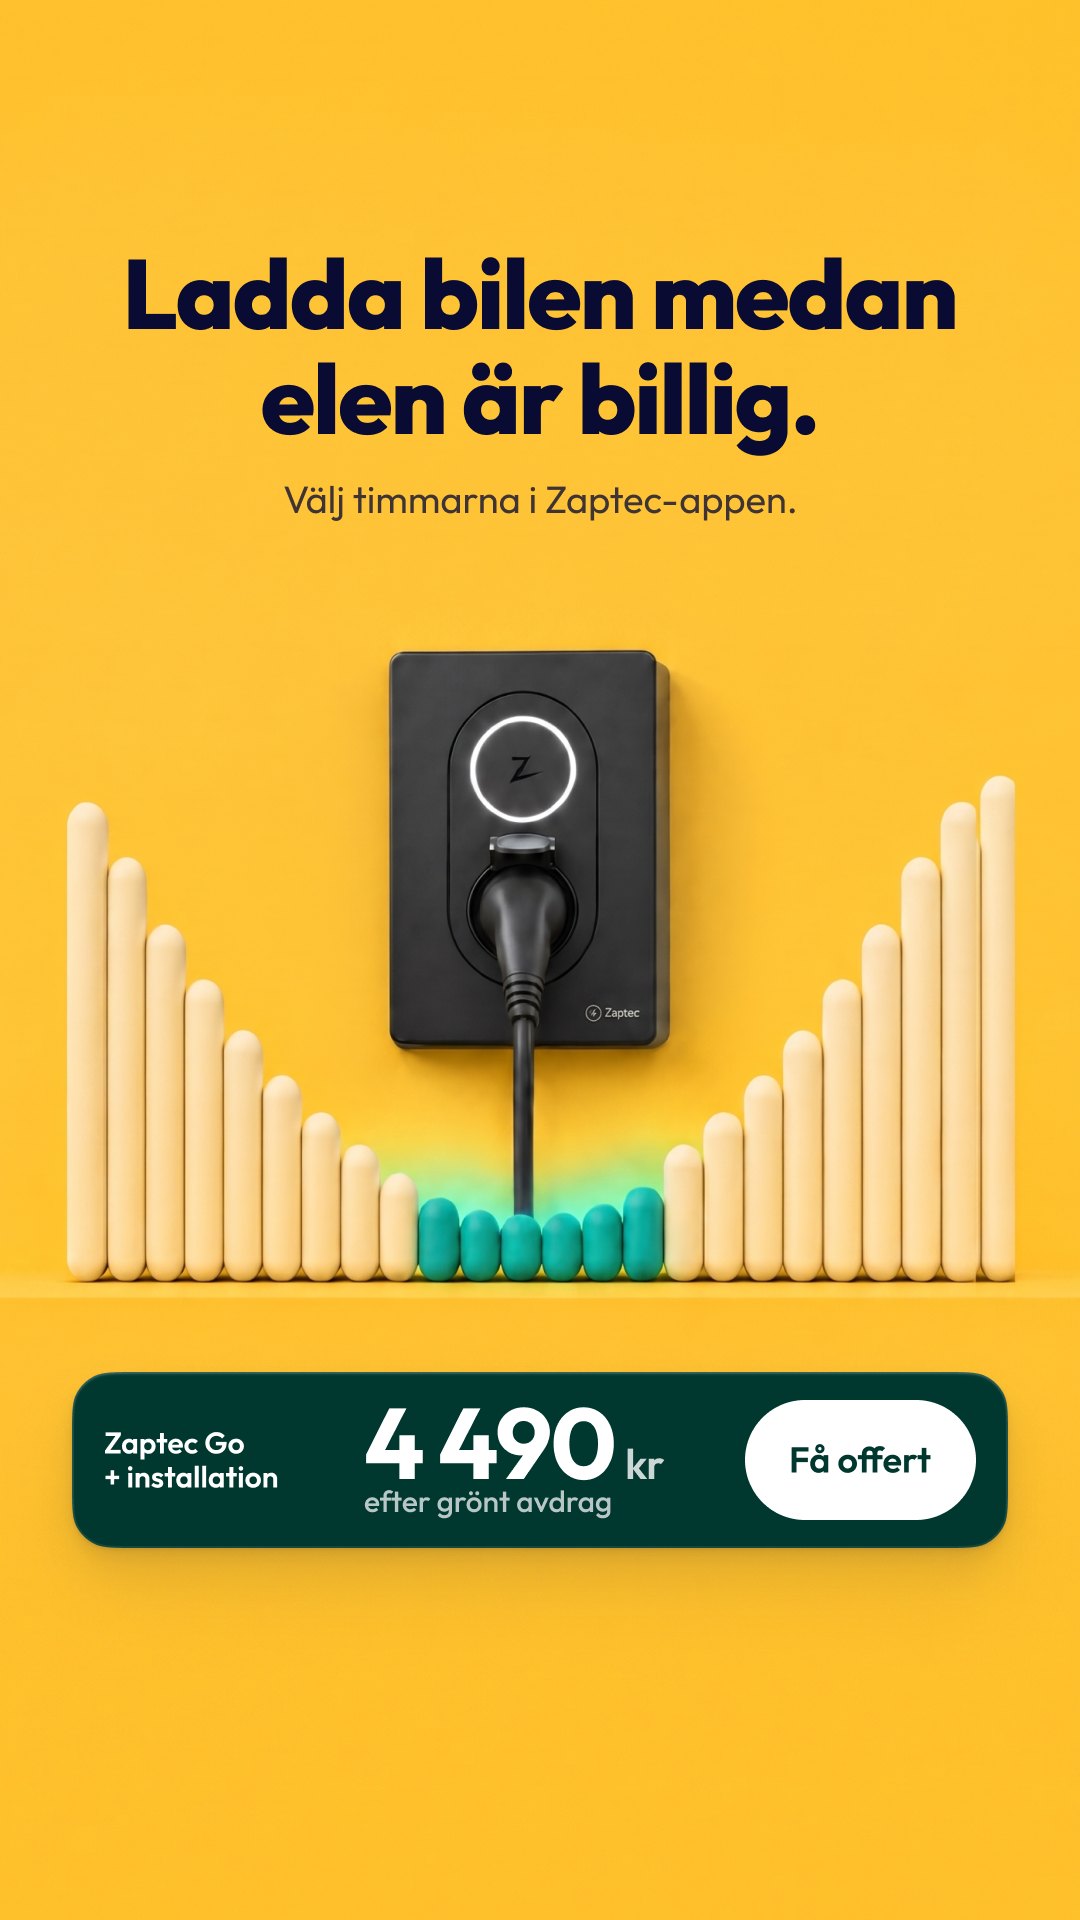 Ladda bilen medan
elen är billig.
Välj timmarna i Zaptec-appen.
Z
Zaptec
Zaptec Go
+ installation
4 490 kr
efter grönt avdrag
Få offert